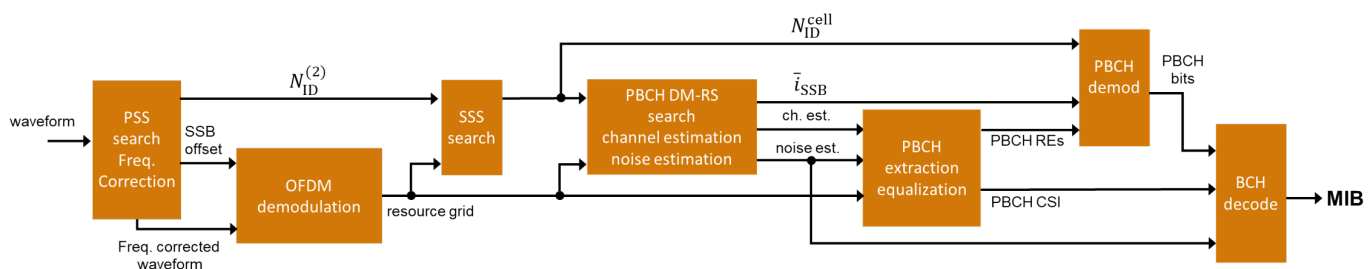 waveform
PSS
search
Freq.
Correction
N_ID^(2)
SSB
offset
Freq. corrected
waveform
OFDM
demodulation
resource grid
SSS
search
N_ID^cell
PBCH DM-RS
search
channel estimation
noise estimation
i̅_SSB
ch. est.
noise est.
PBCH
extraction
equalization
PBCH REs
PBCH CSI
PBCH
demod
PBCH
bits
BCH
decode
MIB